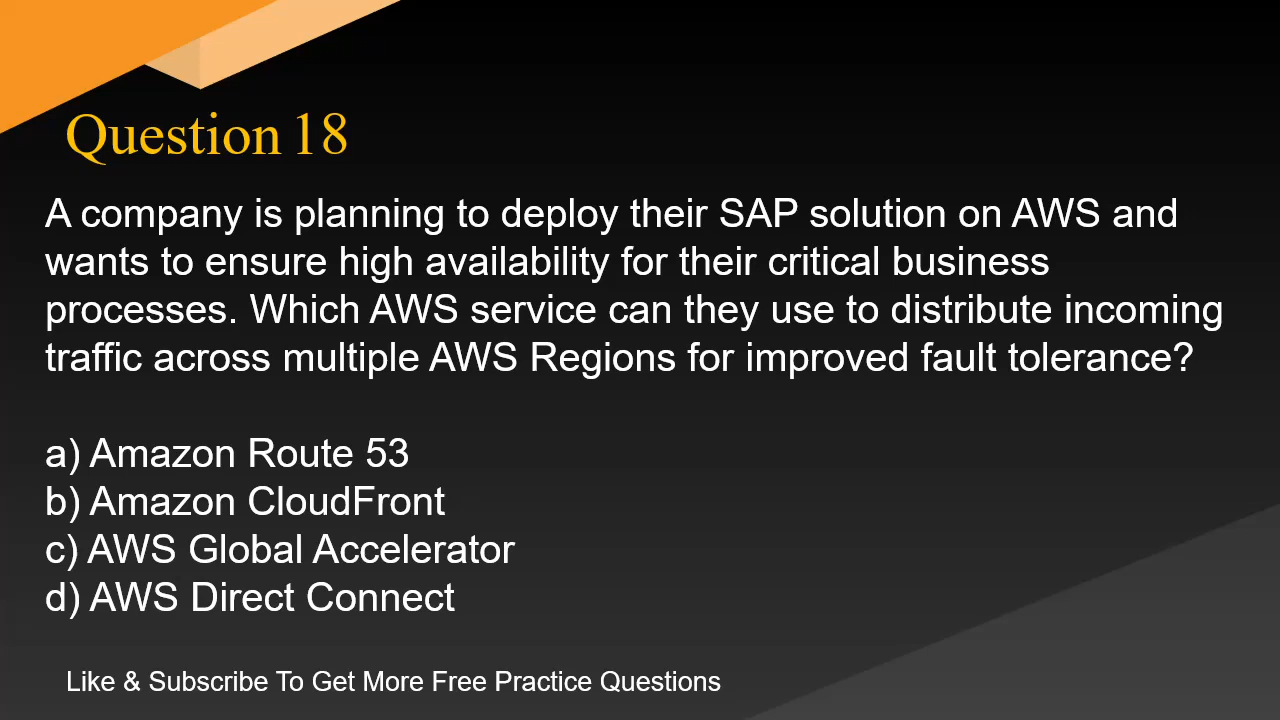 Question 18
A company is planning to deploy their SAP solution on AWS and
wants to ensure high availability for their critical business
processes. Which AWS service can they use to distribute incoming
traffic across multiple AWS Regions for improved fault tolerance?
a) Amazon Route 53
b) Amazon CloudFront
c) AWS Global Accelerator
d) AWS Direct Connect
Like & Subscribe To Get More Free Practice Questions